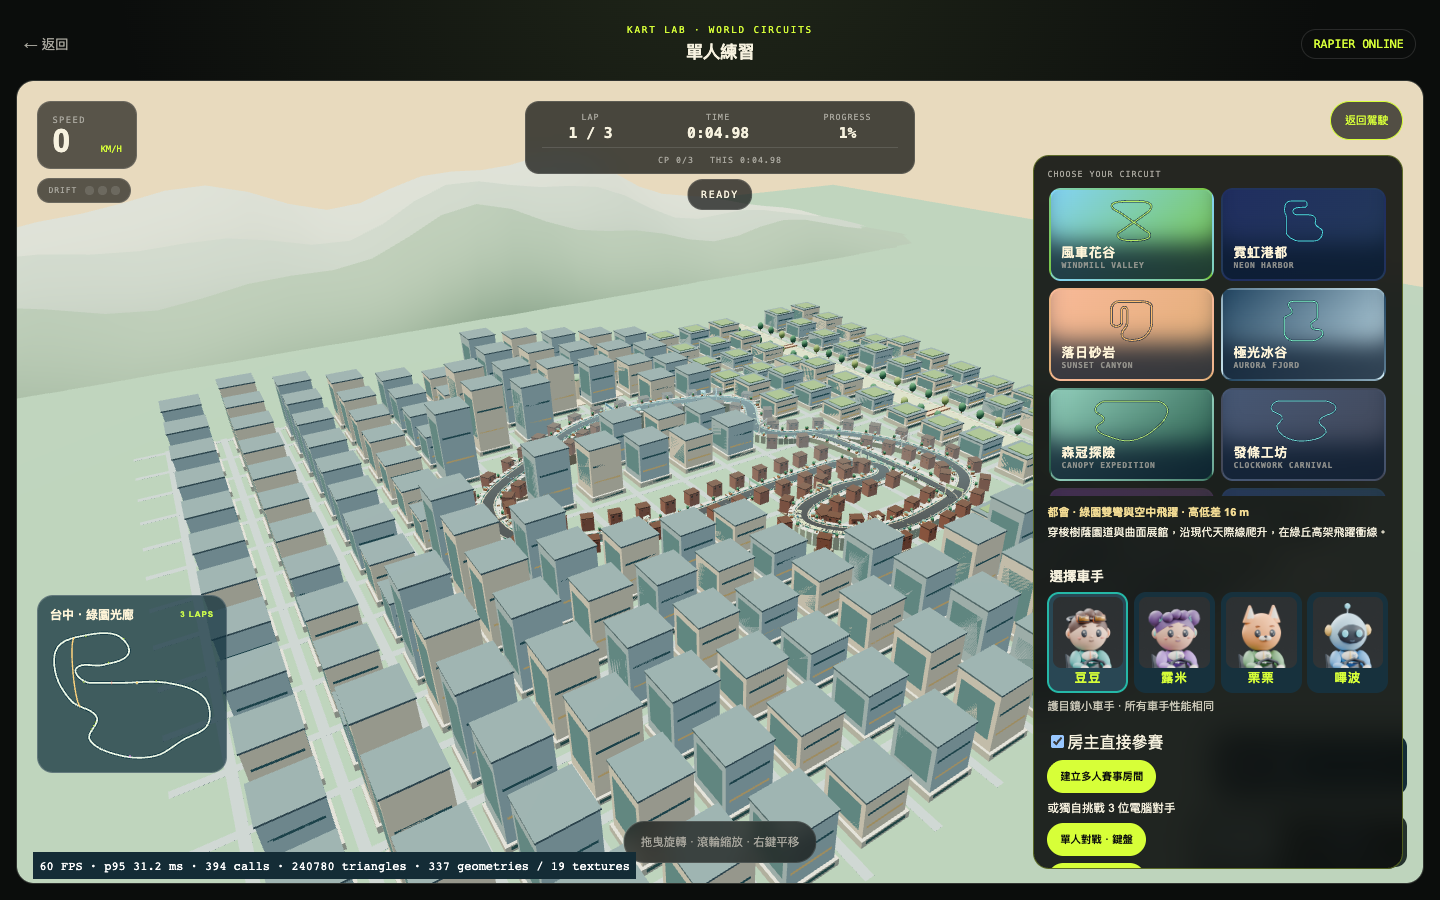 ← 返回
KART LAB · WORLD CIRCUITS
單人練習
RAPIER ONLINE
SPEED
0 KM/H
DRIFT
LAP TIME PROGRESS
1 / 3 0:04.98 1%
CP 0/3 THIS 0:04.98
READY
返回駕駛
CHOOSE YOUR CIRCUIT
風車花谷
WINDMILL VALLEY
霓虹港都
NEON HARBOR
落日砂岩
SUNSET CANYON
極光冰谷
AURORA FJORD
森冠探險
CANOPY EXPEDITION
發條工坊
CLOCKWORK CARNIVAL
都會 · 綠園雙彎與空中飛躍 · 高低差 16 m
穿梭樹蔭園道與曲面展館，沿現代天際線爬升，在綠丘高架飛躍衝線。
選擇車手
豆豆
露米
栗栗
嗶波
護目鏡小車手 · 所有車手性能相同
房主直接參賽
建立多人賽事房間
或獨自挑戰 3 位電腦對手
單人對戰 · 鍵盤
台中 · 綠園光廊 3 LAPS
拖曳旋轉 · 滾輪縮放 · 右鍵平移
60 FPS · p95 31.2 ms · 394 calls · 240780 triangles · 337 geometries / 19 textures